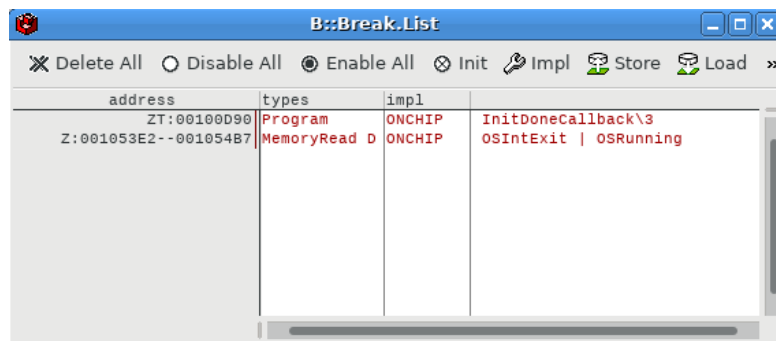 B::Break.List
Delete All Disable All Enable All Init Impl Store Load »
address types impl
ZT:00100D90 Program ONCHIP InitDoneCallback\3
Z:001053E2--001054B7 MemoryRead D ONCHIP OSIntExit | OSRunning